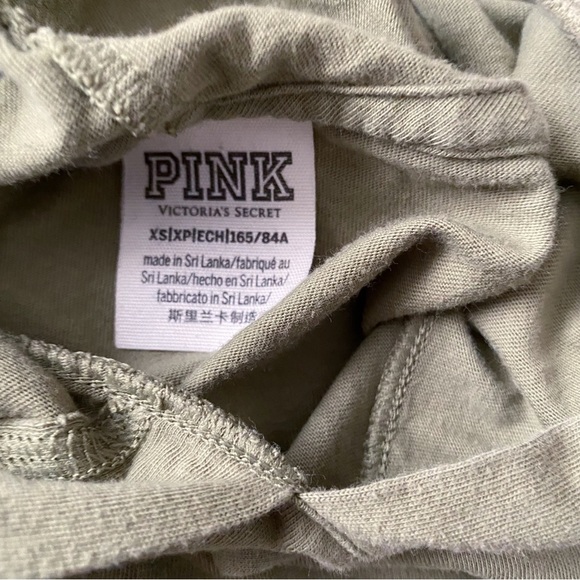 PINK
VICTORIA'S SECRET
XS|XP|ECH|165/84A
made in Sri Lanka/fabriqué au
Sri Lanka/hecho en Sri Lanka/
fabbricato in Sri Lanka/
斯里兰卡制造